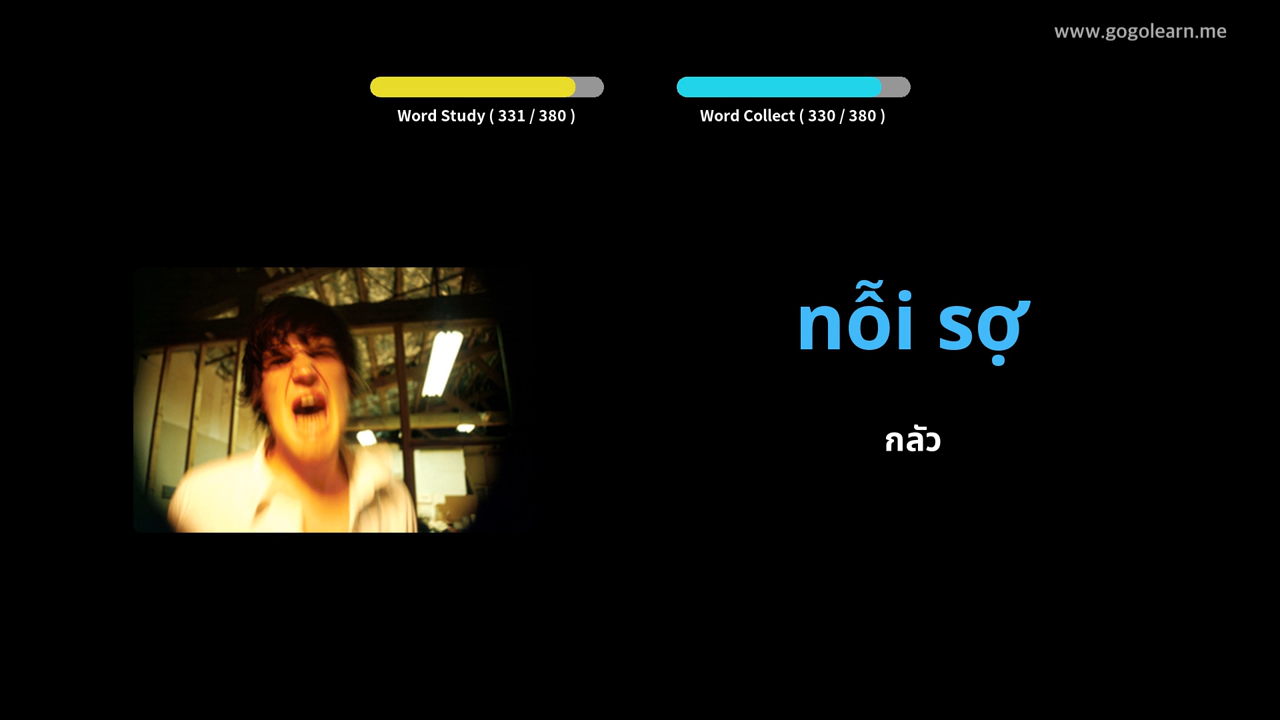 www.gogolearn.me
Word Study ( 331 / 380 )
Word Collect ( 330 / 380 )
nỗi sợ
กลัว